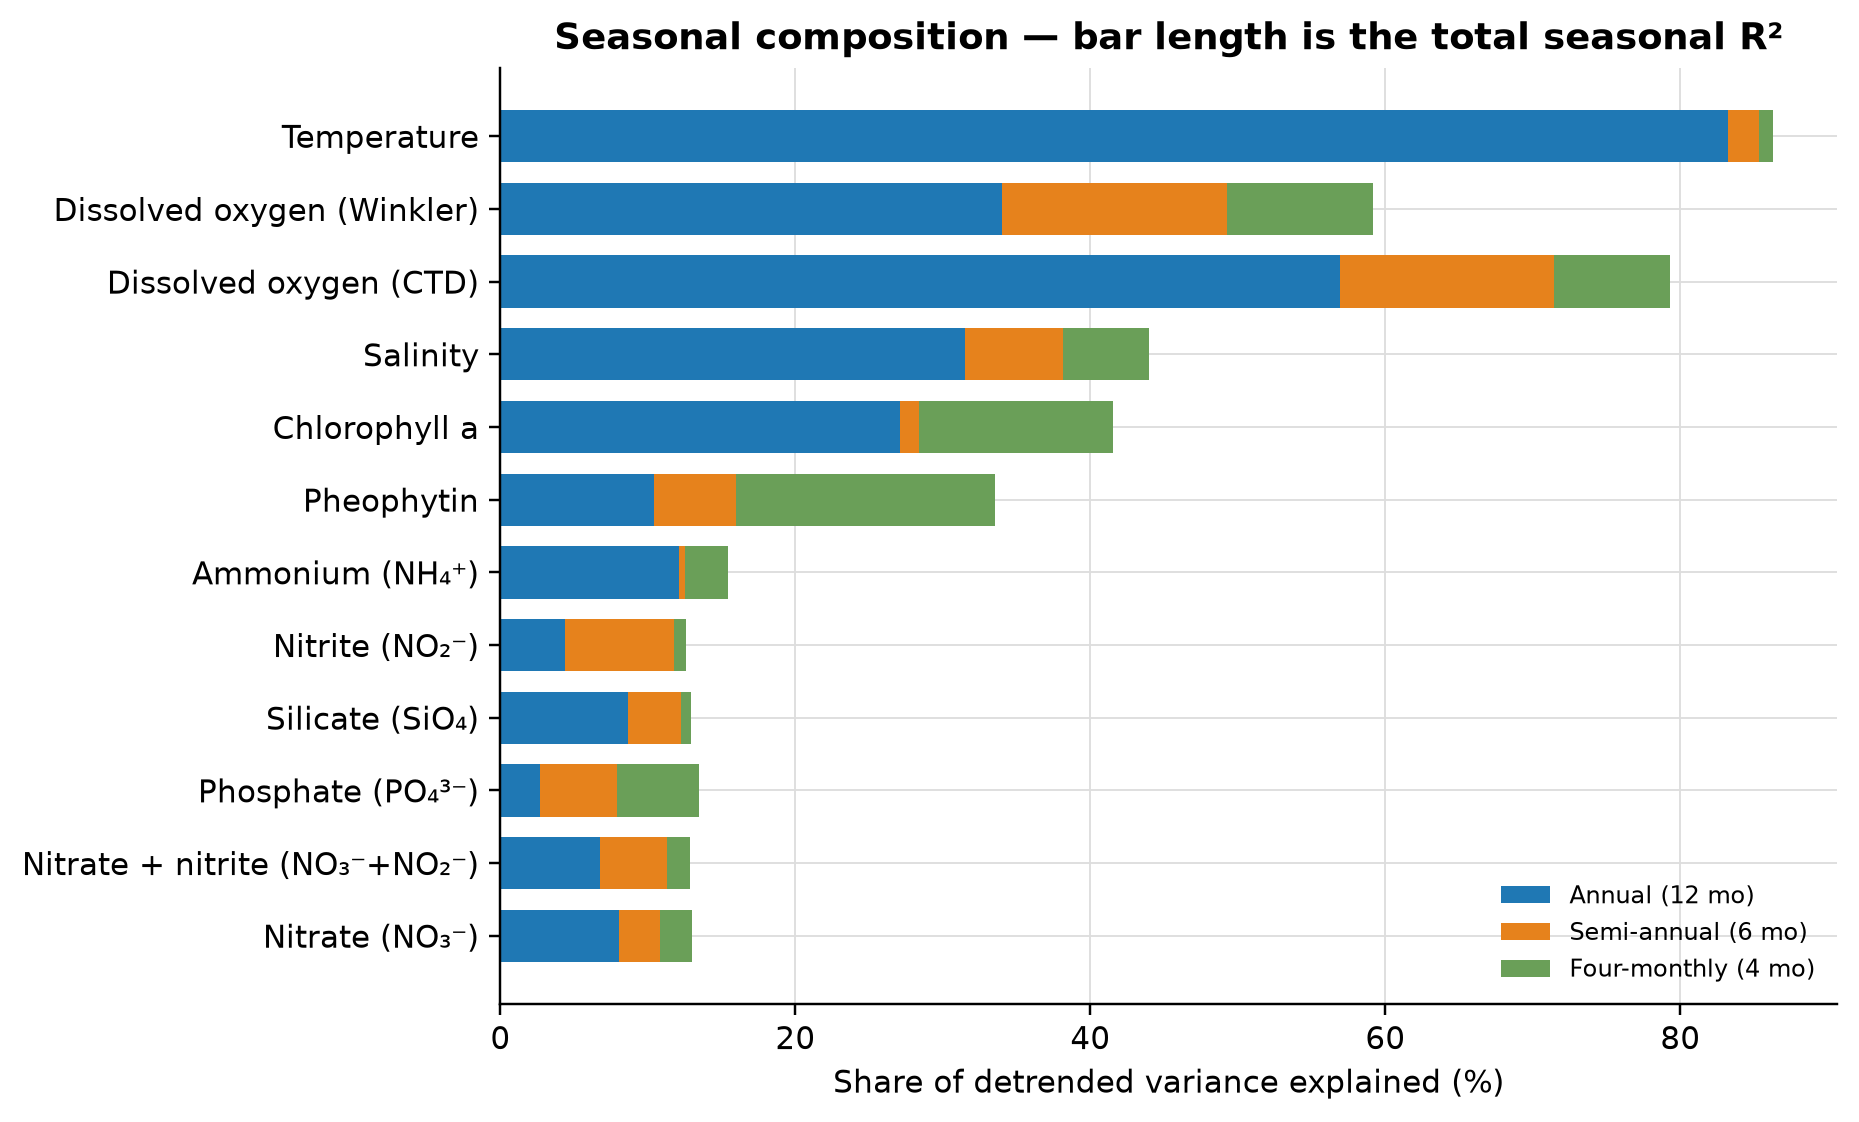 Seasonal composition — bar length is the total seasonal R²
Temperature
Dissolved oxygen (Winkler)
Dissolved oxygen (CTD)
Salinity
Chlorophyll a
Pheophytin
Ammonium (NH₄⁺)
Nitrite (NO₂⁻)
Silicate (SiO₄)
Phosphate (PO₄³⁻)
Nitrate + nitrite (NO₃⁻+NO₂⁻)
Nitrate (NO₃⁻)
Annual (12 mo)
Semi-annual (6 mo)
Four-monthly (4 mo)
0 20 40 60 80
Share of detrended variance explained (%)